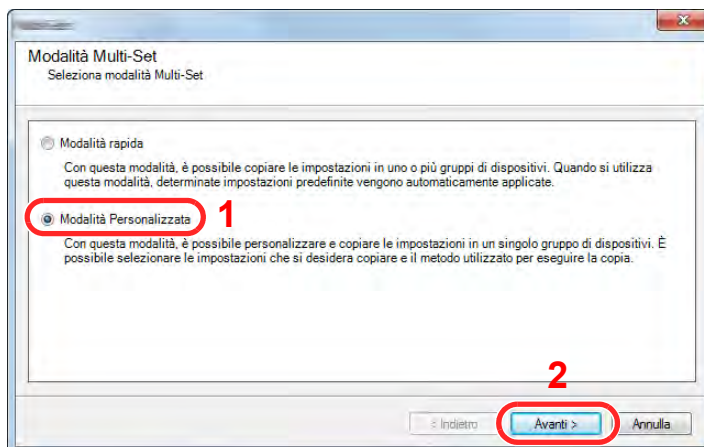 Modalità Multi-Set
Seleziona modalità Multi-Set
Modalità rapida
Con questa modalità, è possibile copiare le impostazioni in uno o più gruppi di dispositivi. Quando si utilizza
questa modalità, determinate impostazioni predefinite vengono automaticamente applicate.
Modalità Personalizzata 1
Con questa modalità, è possibile personalizzare e copiare le impostazioni in un singolo gruppo di dispositivi. È
possibile selezionare le impostazioni che si desidera copiare e il metodo utilizzato per eseguire la copia.
2
< Indietro Avanti > Annulla